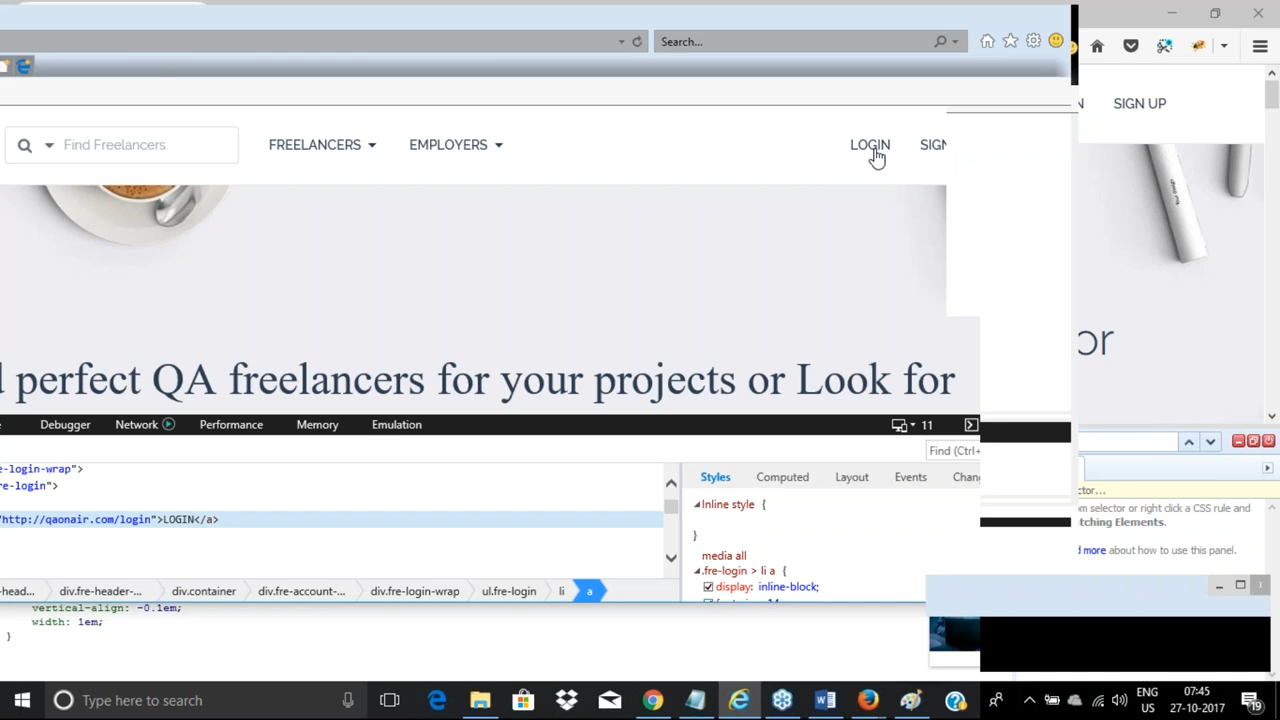 Search...
Find Freelancers
FREELANCERS
EMPLOYERS
LOGIN
SIGN
N
SIGN UP
d perfect QA freelancers for your projects or Look for
or
Debugger
Network
Performance
Memory
Emulation
11
Find (Ctrl+
e-login-wrap">
re-login">
"http://qaonair.com/login">LOGIN</a>
Styles
Computed
Layout
Events
Chang
Inline style {
}
media all
.fre-login > li a {
display: inline-block;
-head...
div.fre-header-...
div.container
div.fre-account-...
div.fre-login-wrap
ul.fre-login
li
a
vertical-align: -0.1em;
width: 1em;
}
ctor...
om selector or right click a CSS rule and
tching Elements.
d more about how to use this panel.
Type here to search
ENG
US
07:45
27-10-2017
19